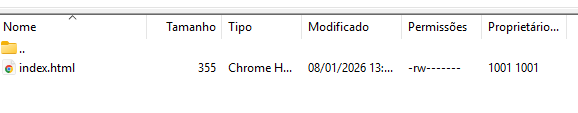 Nome Tamanho Tipo Modificado Permissões Proprietário...
..
index.html 355 Chrome H... 08/01/2026 13:... -rw------- 1001 1001